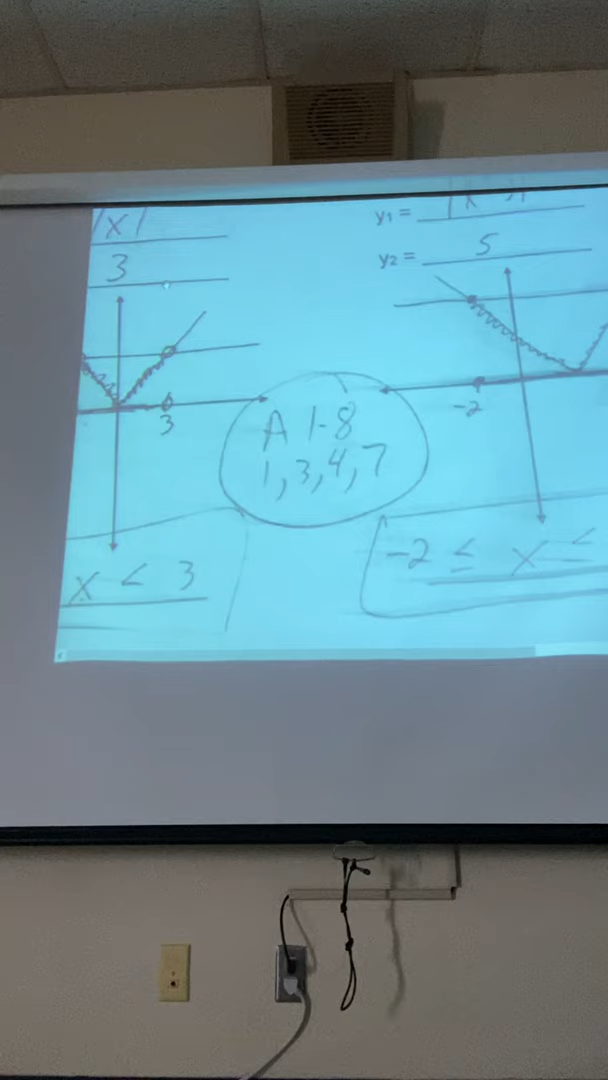 |x|
3
3
x < 3
A 1-8
1, 3, 4, 7
y₁ =
y₂ = 5
-2
-2 ≤ x ≤